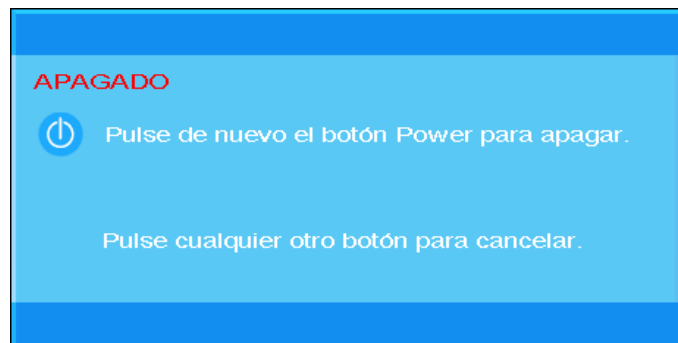 APAGADO
Pulse de nuevo el botón Power para apagar.
Pulse cualquier otro botón para cancelar.